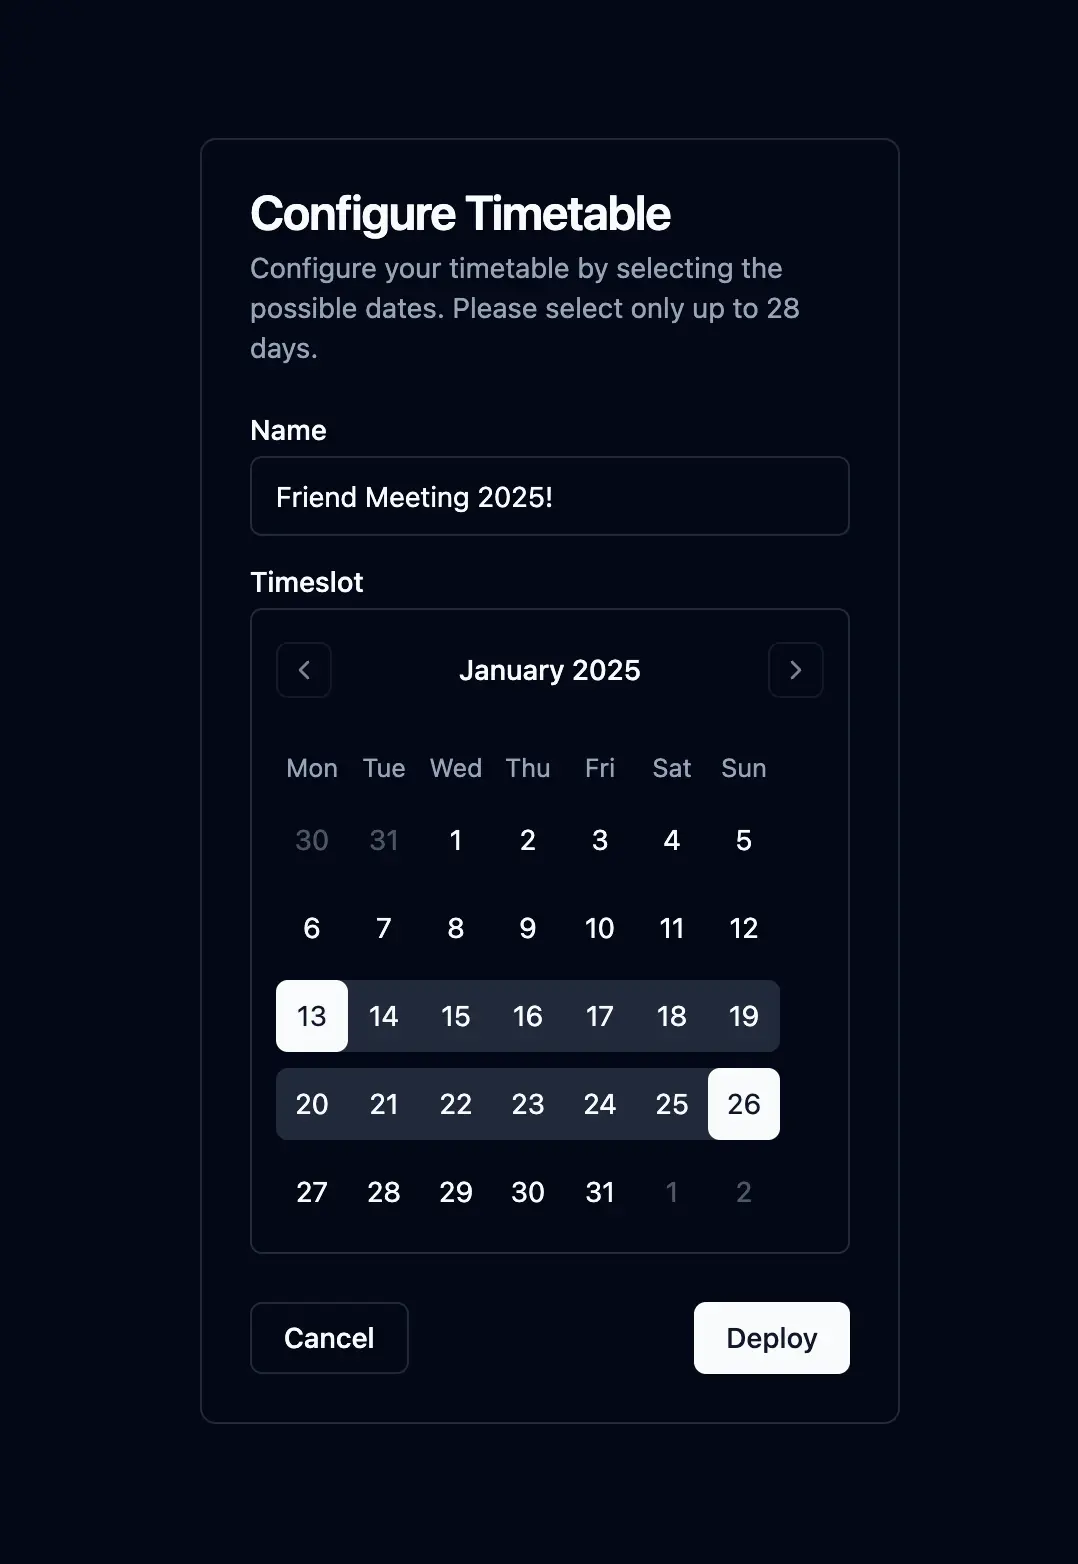 Configure Timetable
Configure your timetable by selecting the
possible dates. Please select only up to 28
days.
Name
Friend Meeting 2025!
Timeslot
January 2025
Mon Tue Wed Thu Fri Sat Sun
30 31 1 2 3 4 5
6 7 8 9 10 11 12
13 14 15 16 17 18 19
20 21 22 23 24 25 26
27 28 29 30 31 1 2
Cancel Deploy